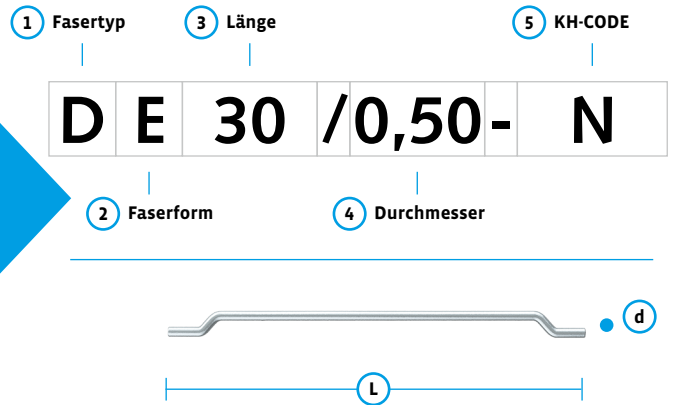 1 Fasertyp 3 Länge 5 KH-CODE
D E 30 /0,50- N
2 Faserform 4 Durchmesser
d
L